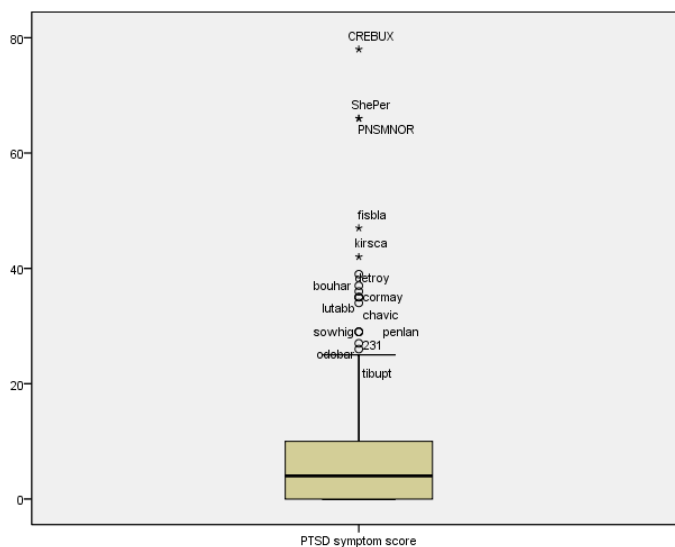 80
CREBUX
ShePer
PNSMNOR
60
fisbla
kirsca
40
detroy
bouhar
cormay
lutabb
chavic
sowhig
penlan
231
odobar
20
tibupt
0
PTSD symptom score